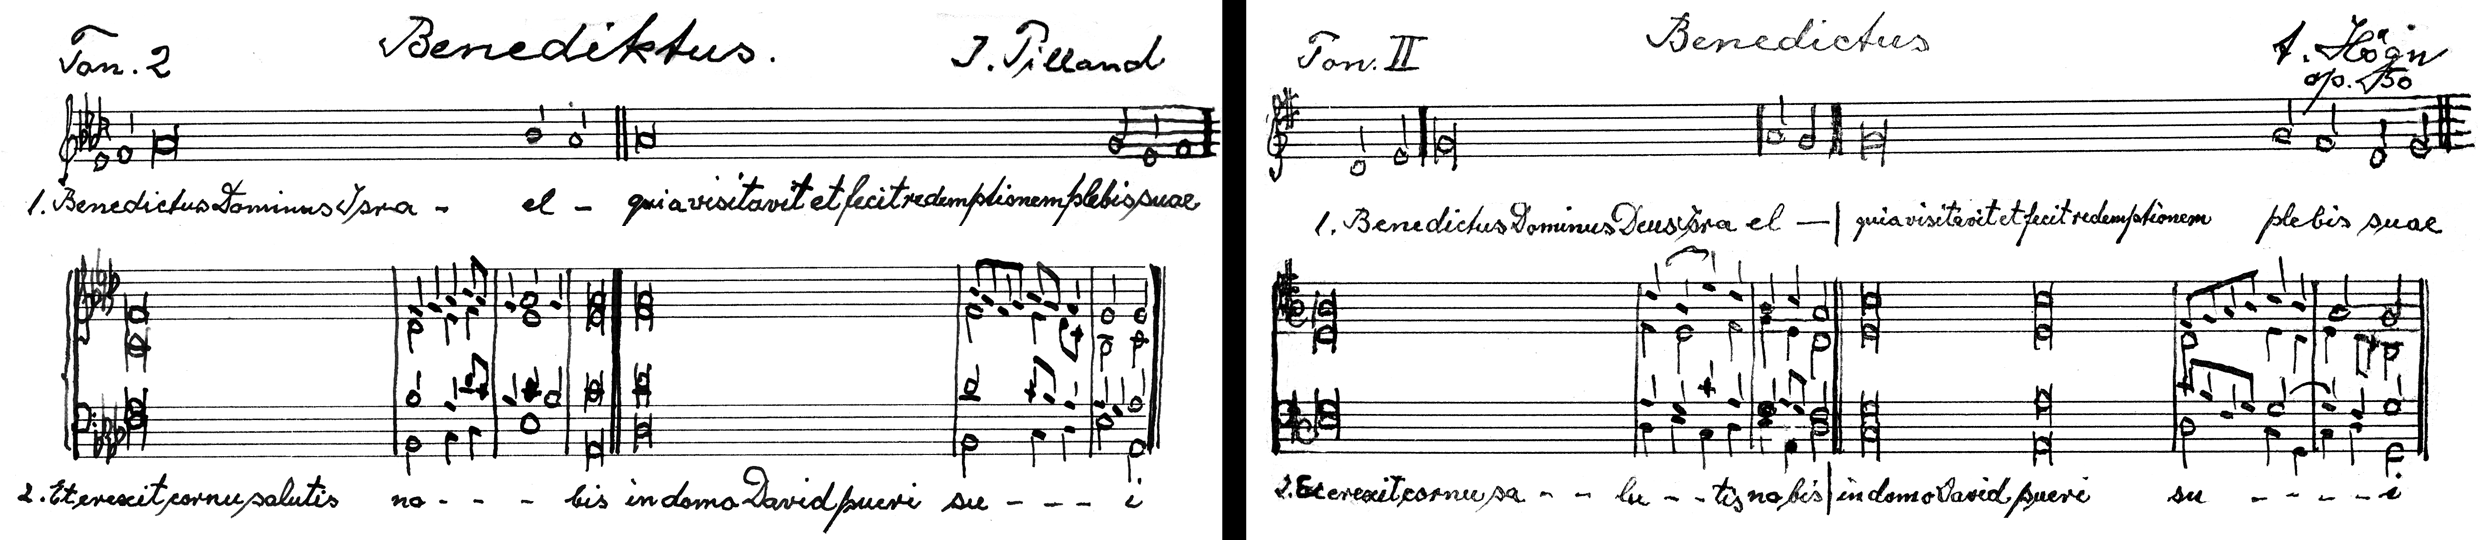 Ton. 2 Benediktus. J. Pilland
1. Benedictus Dominus Isra - el - quia visitavit et fecit redemptionem plebis suae
2. Et erexit cornu salutis no - - - bis in domo David pueri su - - - i
Ton. II Benedictus A. Högn
op. 50
1. Benedictus Dominus Deus Isra el - | quia visitavit et fecit redemptionem plebis suae
2. Et erexit cornu sa - - lu - - tis nobis | in domo David pueri su - - - - i